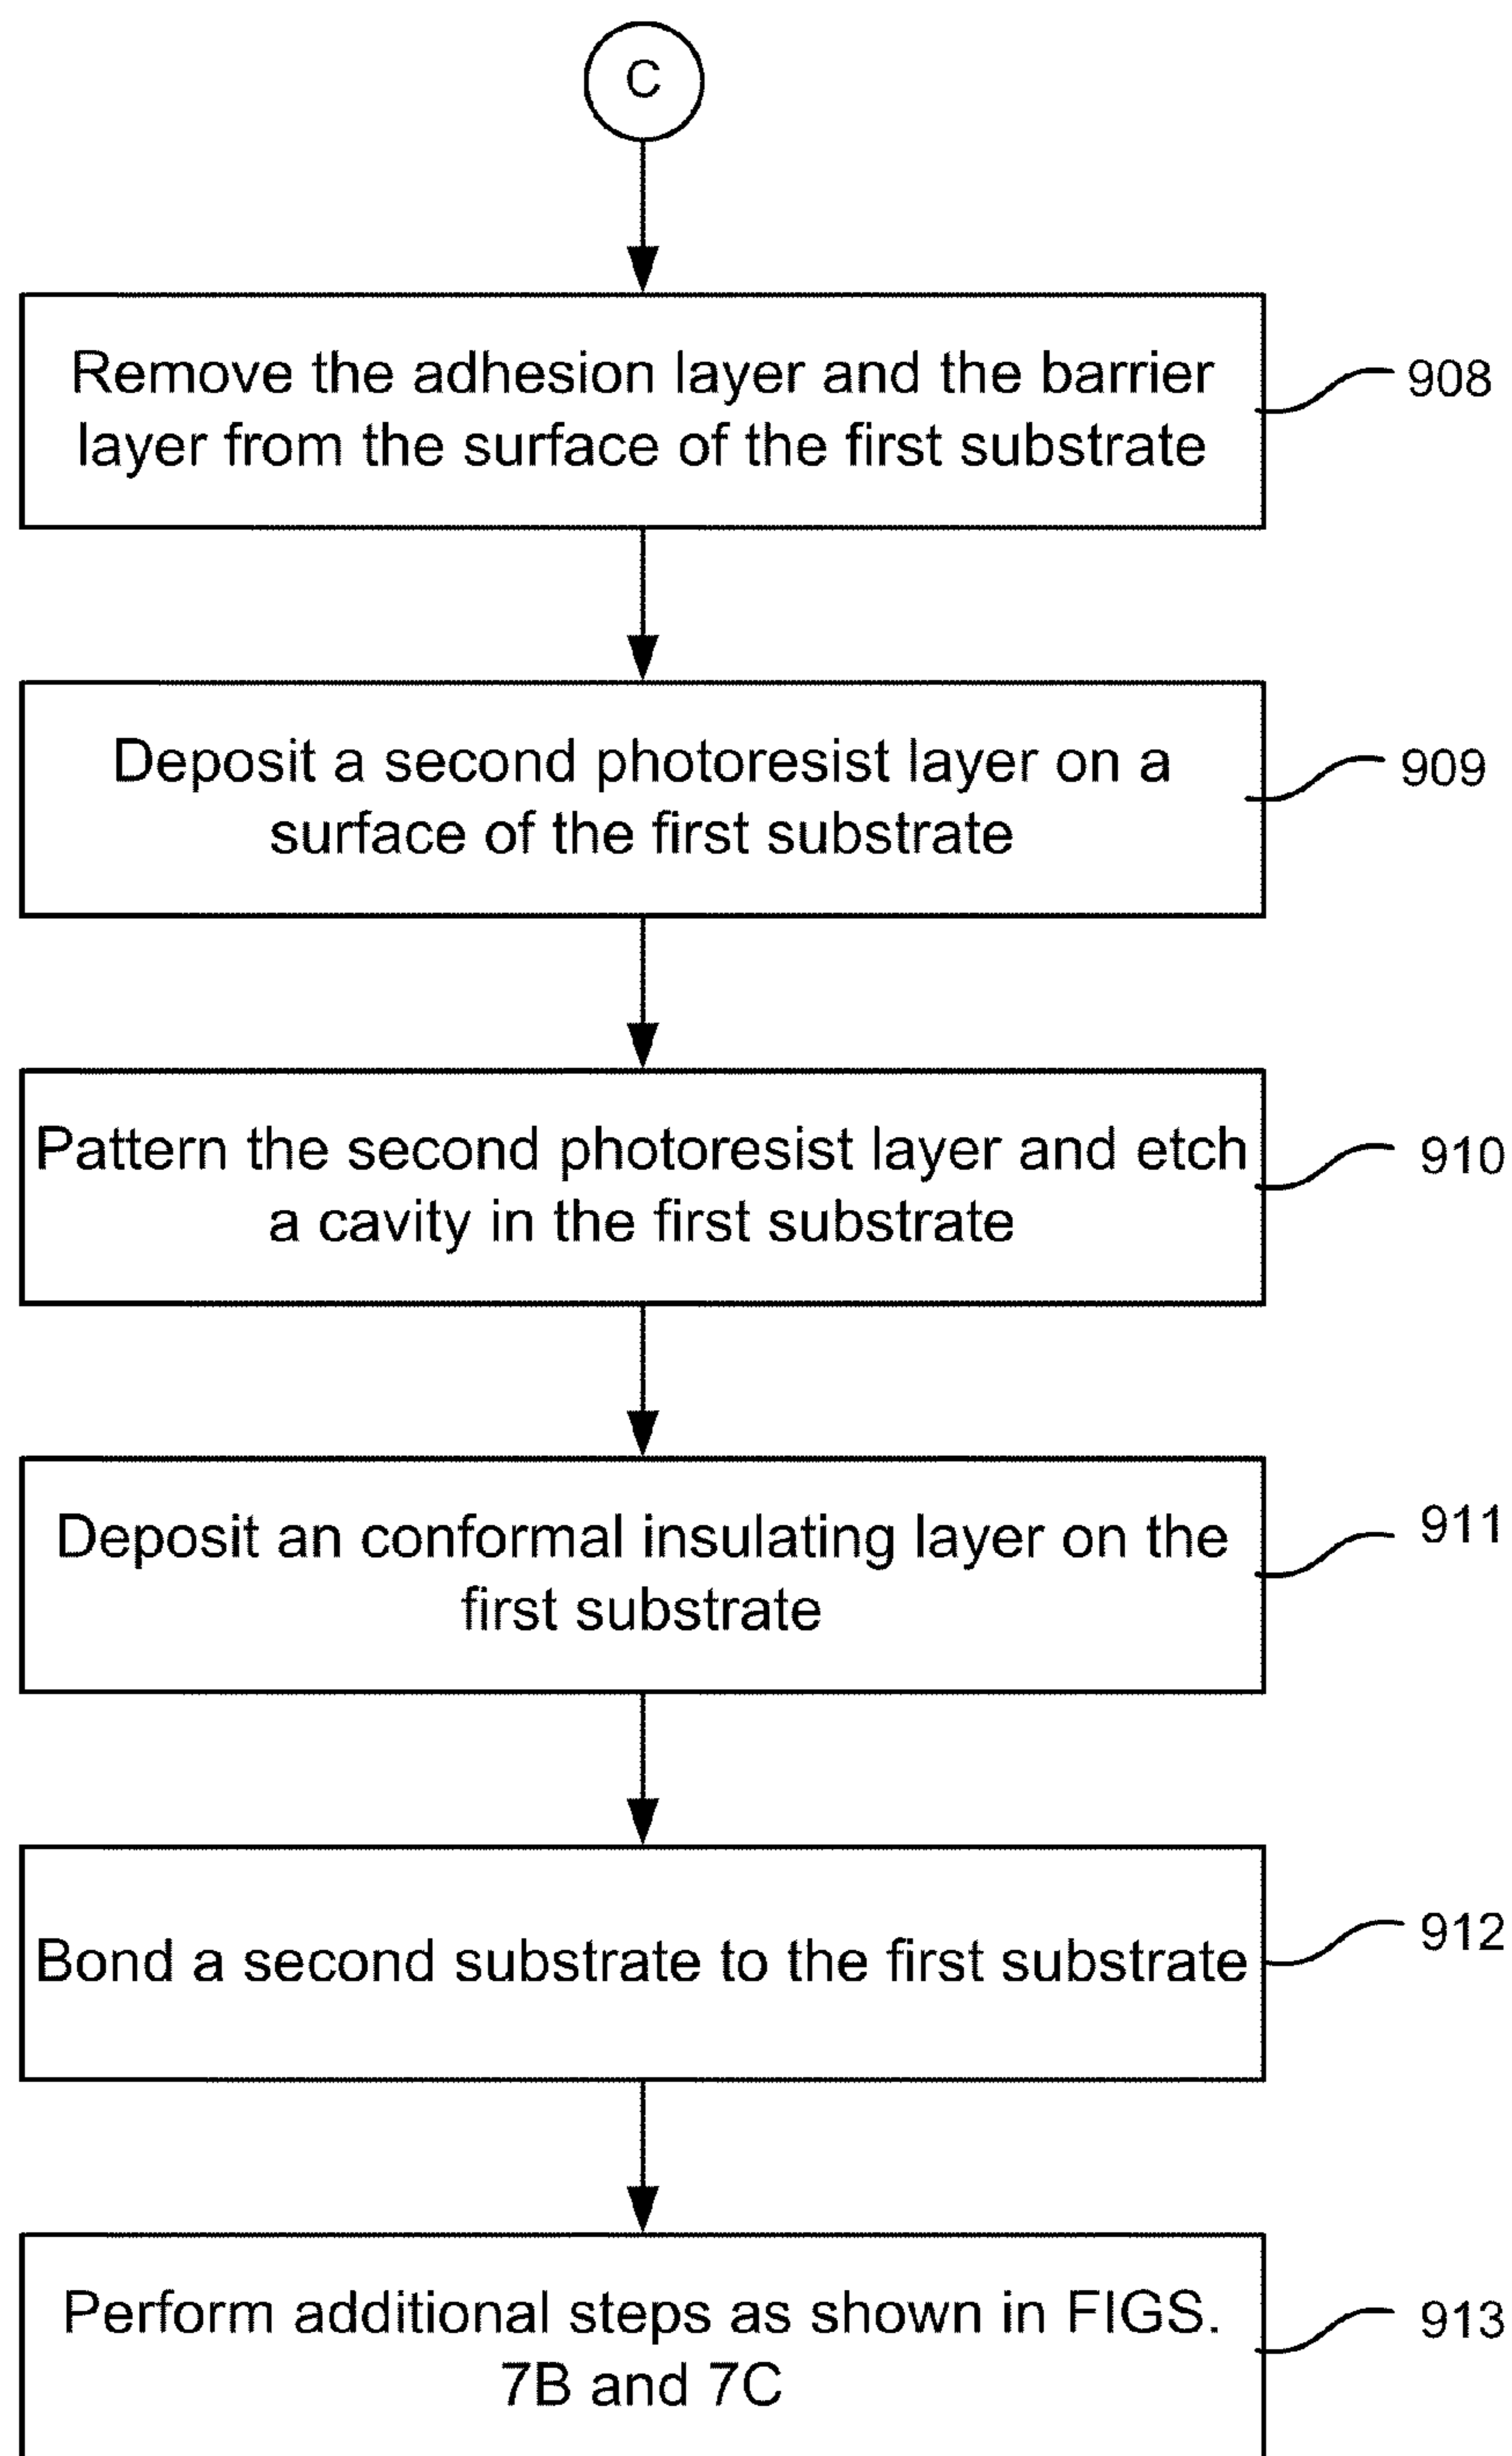 C
Remove the adhesion layer and the barrier
layer from the surface of the first substrate
908
Deposit a second photoresist layer on a
surface of the first substrate
909
Pattern the second photoresist layer and etch
a cavity in the first substrate
910
Deposit an conformal insulating layer on the
first substrate
911
Bond a second substrate to the first substrate
912
Perform additional steps as shown in FIGS.
7B and 7C
913